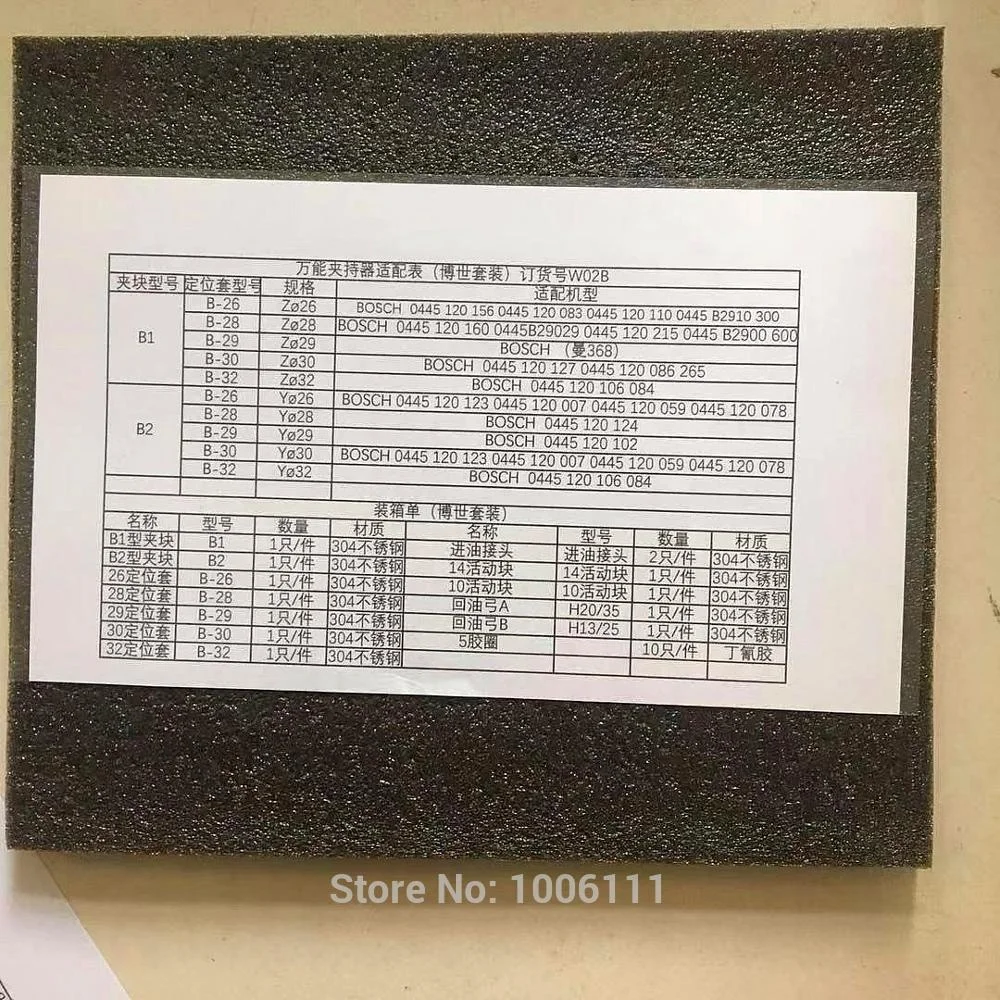 万能夹持器适配表（博世套装）订货号W02B
夹块型号 定位套型号 规格 适配机型
B1
B-26 Zø26 BOSCH 0445 120 156 0445 120 083 0445 120 110 0445 B2910 300
B-28 Zø28 BOSCH 0445 120 160 0445B29029 0445 120 215 0445 B2900 600
B-29 Zø29 BOSCH （曼368）
B-30 Zø30 BOSCH 0445 120 127 0445 120 086 265
B-32 Zø32 BOSCH 0445 120 106 084
B2
B-26 Yø26 BOSCH 0445 120 123 0445 120 007 0445 120 059 0445 120 078
B-28 Yø28 BOSCH 0445 120 124
B-29 Yø29 BOSCH 0445 120 102
B-30 Yø30 BOSCH 0445 120 123 0445 120 007 0445 120 059 0445 120 078
B-32 Yø32 BOSCH 0445 120 106 084
装箱单（博世套装）
名称 型号 数量 材质 名称 型号 数量 材质
B1型夹块 B1 1只/件 304不锈钢 进油接头 进油接头 2只/件 304不锈钢
B2型夹块 B2 1只/件 304不锈钢 14活动块 14活动块 1只/件 304不锈钢
26定位套 B-26 1只/件 304不锈钢 10活动块 10活动块 1只/件 304不锈钢
28定位套 B-28 1只/件 304不锈钢 回油弓A H20/35 1只/件 304不锈钢
29定位套 B-29 1只/件 304不锈钢 回油弓B H13/25 1只/件 304不锈钢
30定位套 B-30 1只/件 304不锈钢 5胶圈 10只/件 丁氰胶
32定位套 B-32 1只/件 304不锈钢
Store No: 1006111